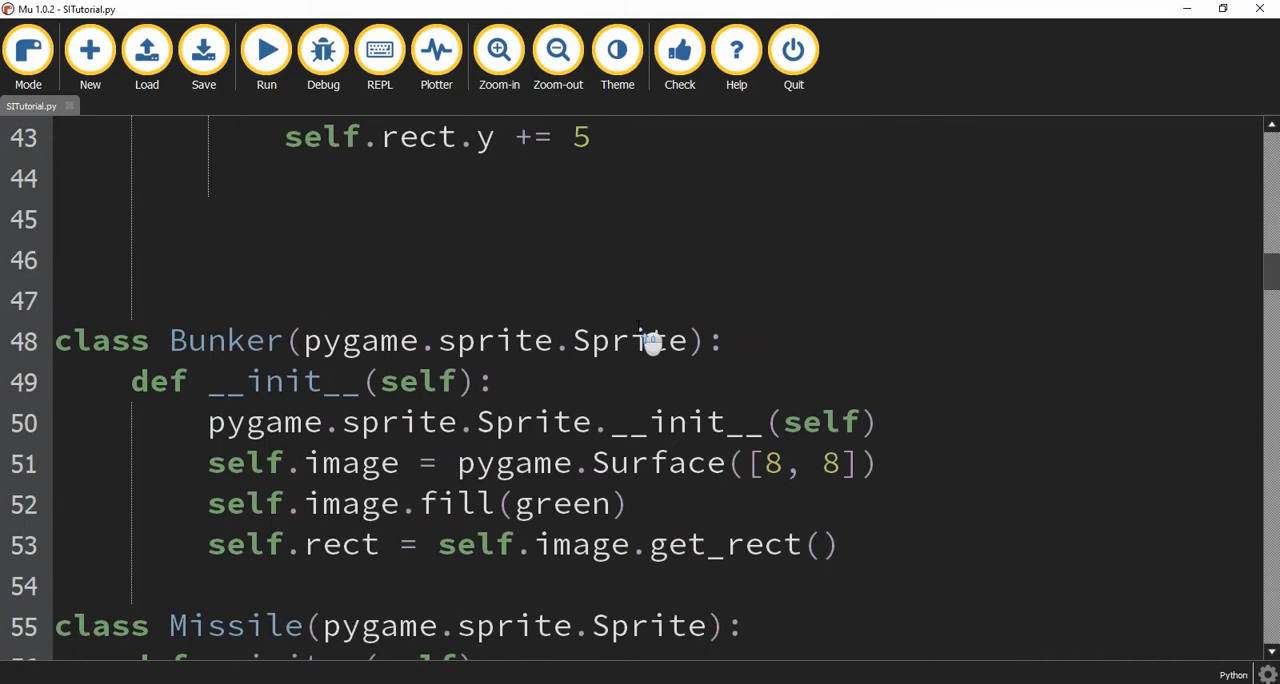 Mu 1.0.2 - SITutorial.py
Mode New Load Save Run Debug REPL Plotter Zoom-in Zoom-out Theme Check Help Quit
SITutorial.py
43 self.rect.y += 5
44
45
46
47
48 class Bunker(pygame.sprite.Sprite):
49 def __init__(self):
50 pygame.sprite.Sprite.__init__(self)
51 self.image = pygame.Surface([8, 8])
52 self.image.fill(green)
53 self.rect = self.image.get_rect()
54
55 class Missile(pygame.sprite.Sprite):
Python